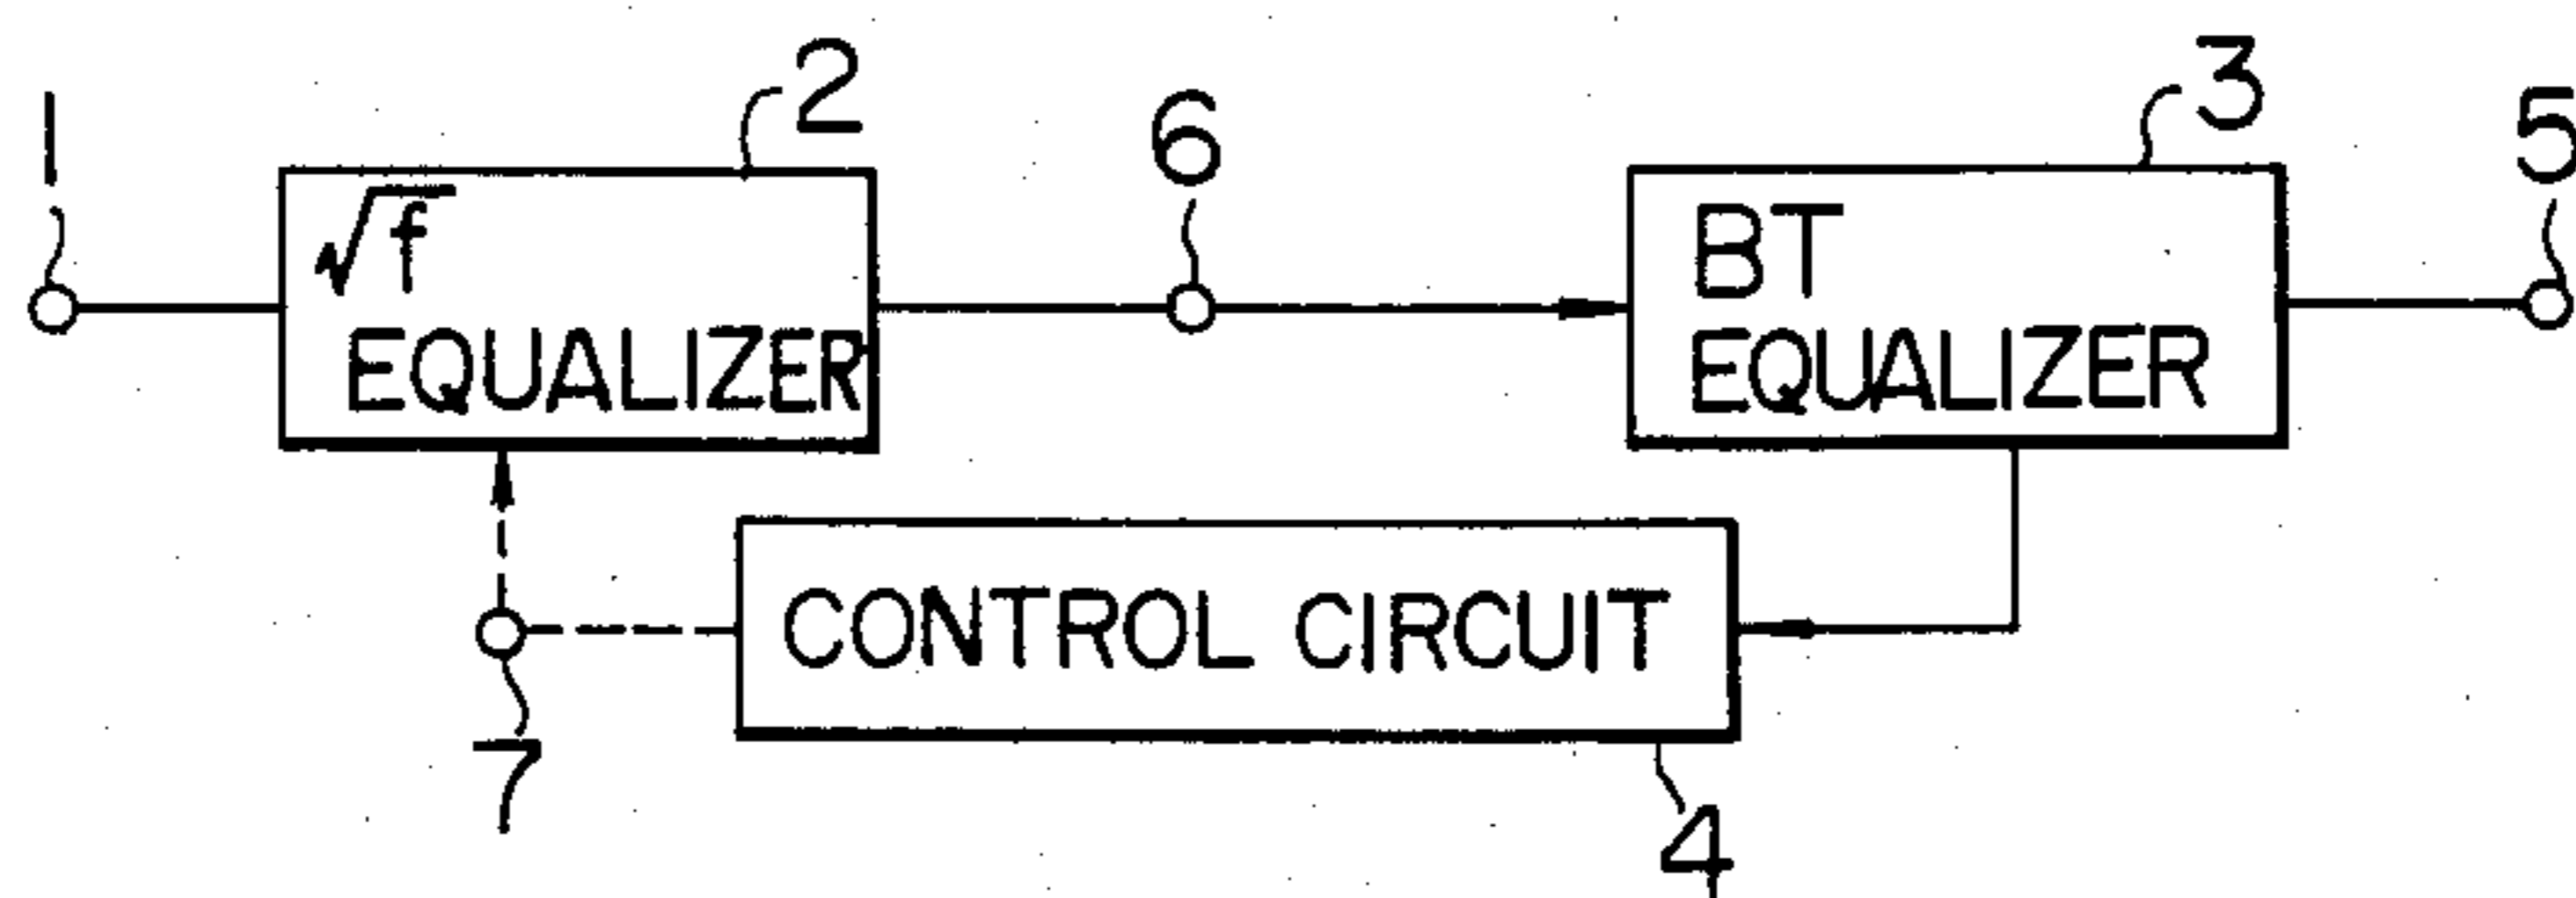 1
2
6
3
5
√f
EQUALIZER
BT
EQUALIZER
CONTROL CIRCUIT
7
4